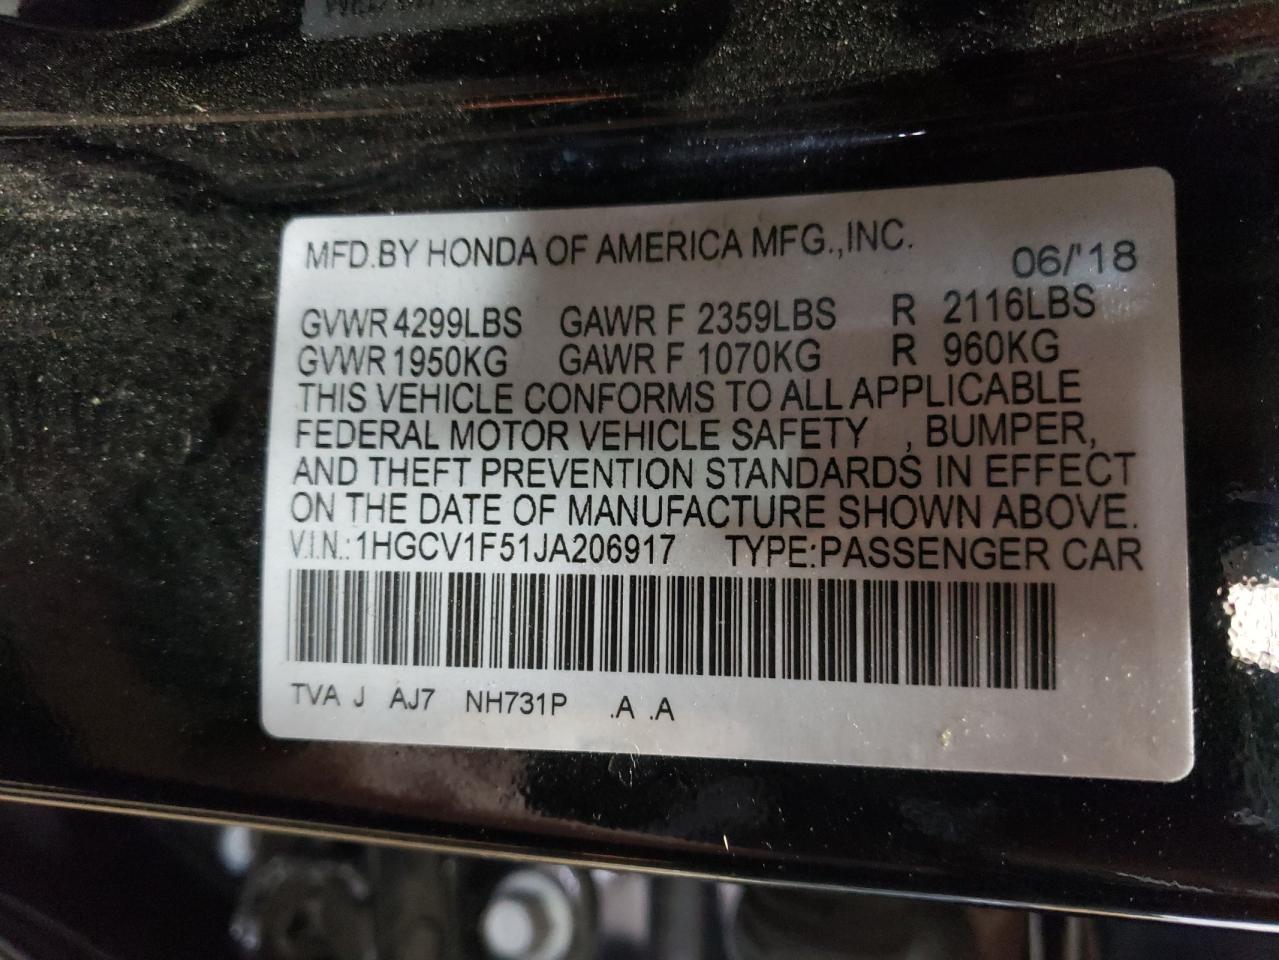 MFD.BY HONDA OF AMERICA MFG.,INC.
06/'18
GVWR 4299LBS GAWR F 2359LBS R 2116LBS
GVWR 1950KG GAWR F 1070KG R 960KG
THIS VEHICLE CONFORMS TO ALL APPLICABLE
FEDERAL MOTOR VEHICLE SAFETY , BUMPER,
AND THEFT PREVENTION STANDARDS IN EFFECT
ON THE DATE OF MANUFACTURE SHOWN ABOVE.
V.I.N.:1HGCV1F51JA206917 TYPE:PASSENGER CAR
TVA J AJ7 NH731P .A .A